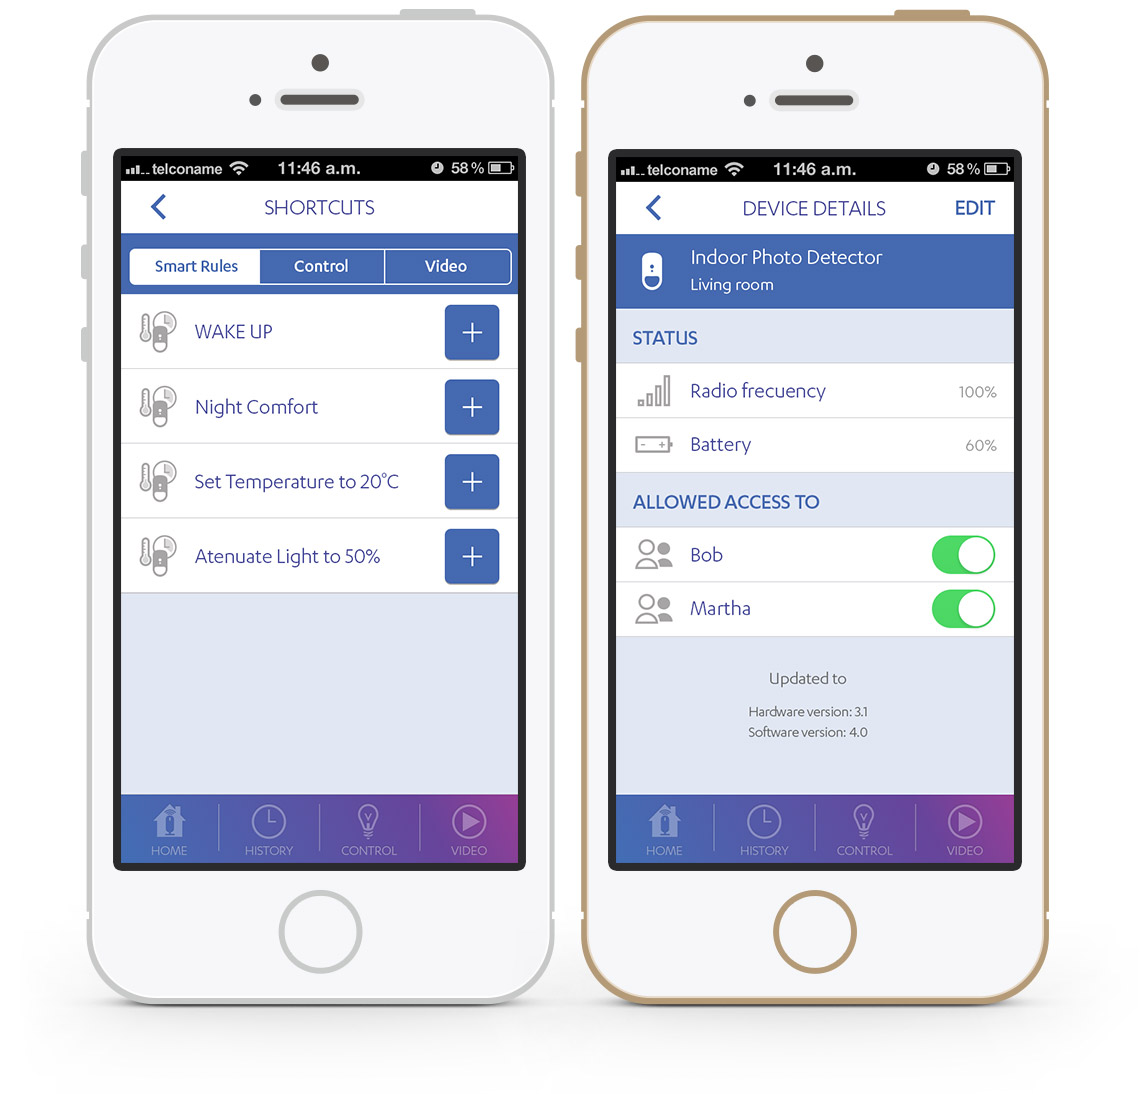 telconame 11:46 a.m. 58 %
SHORTCUTS
Smart Rules Control Video
WAKE UP
Night Comfort
Set Temperature to 20°C
Atenuate Light to 50%
HOME HISTORY CONTROL VIDEO
telconame 11:46 a.m. 58 %
DEVICE DETAILS EDIT
Indoor Photo Detector
Living room
STATUS
Radio frecuency 100%
Battery 60%
ALLOWED ACCESS TO
Bob
Martha
Updated to
Hardware version: 3.1
Software version: 4.0
HOME HISTORY CONTROL VIDEO